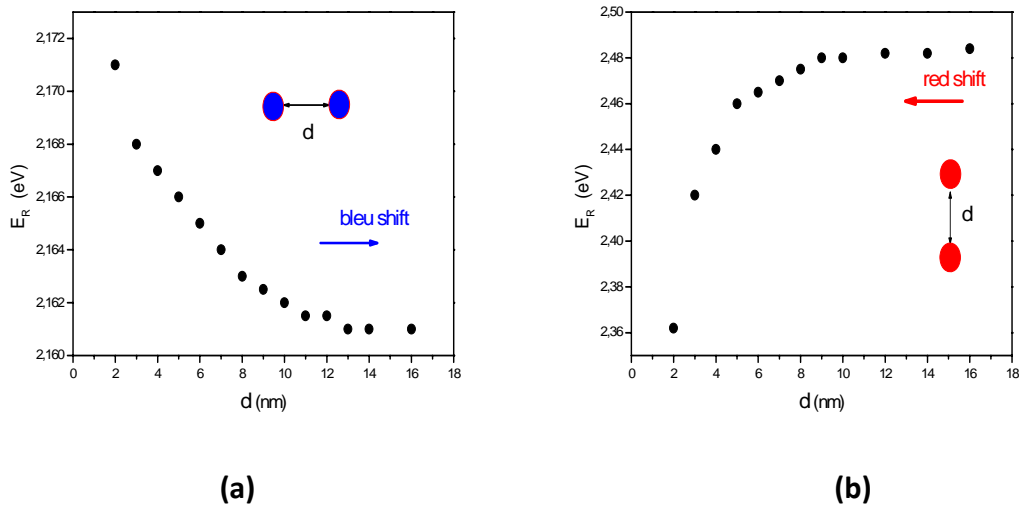 2,172
2,170
2,168
2,166
2,164
2,162
2,160
E_R (eV)
d
bleu shift
0 2 4 6 8 10 12 14 16 18
d (nm)
(a)
2,50
2,48
2,46
2,44
2,42
2,40
2,38
2,36
E_R (eV)
red shift
d
0 2 4 6 8 10 12 14 16 18
d (nm)
(b)